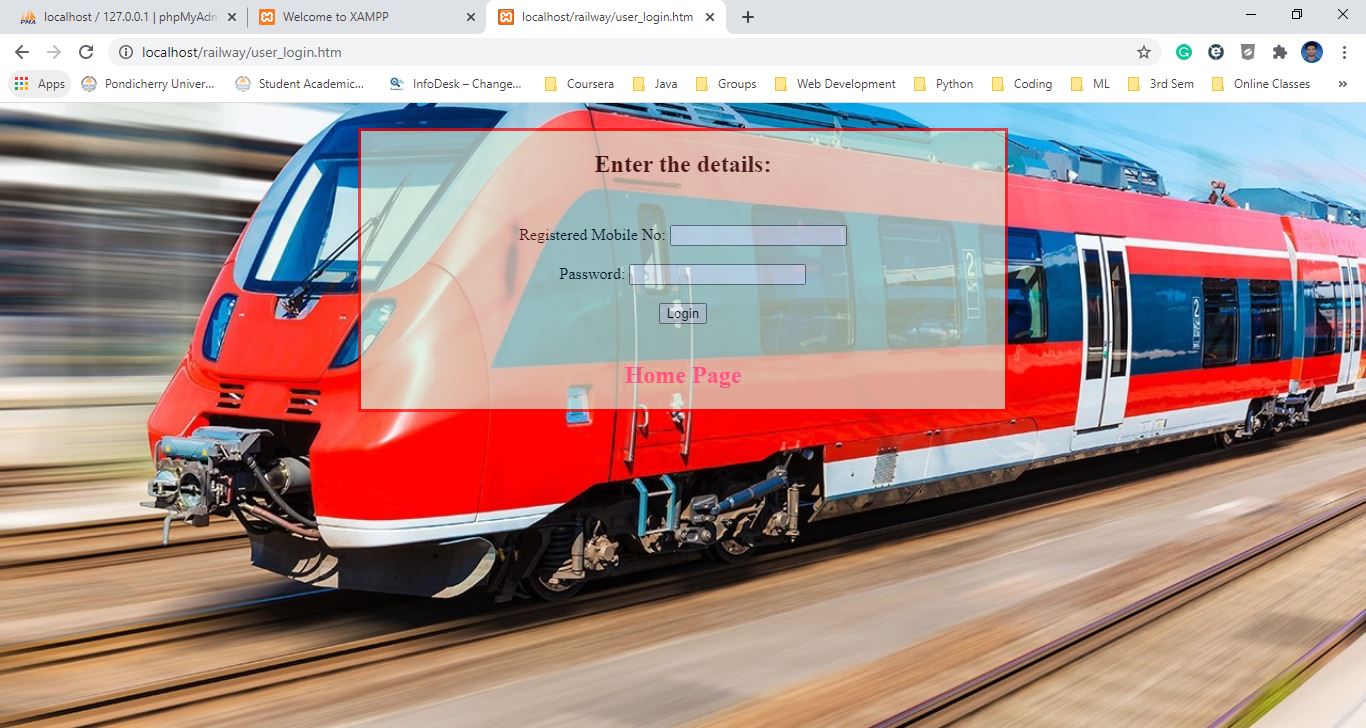 localhost / 127.0.0.1 | phpMyAdm
Welcome to XAMPP
localhost/railway/user_login.htm
localhost/railway/user_login.htm
Apps
Pondicherry Univer...
Student Academic...
InfoDesk – Change...
Coursera
Java
Groups
Web Development
Python
Coding
ML
3rd Sem
Online Classes
Enter the details:
Registered Mobile No:
Password:
Login
Home Page
2
2